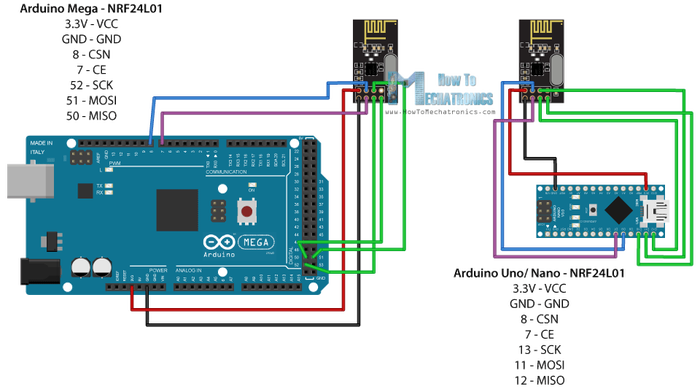 Arduino Mega - NRF24L01
3.3V - VCC
GND - GND
8 - CSN
7 - CE
52 - SCK
51 - MOSI
50 - MISO
How To
MECHATRONICS
www.HowToMechatronics.com
MADE IN
ITALY
PWM
L
TX
RX
COMMUNICATION
ON
Arduino
MEGA
DIGITAL
POWER
ANALOG IN
Arduino Uno/ Nano - NRF24L01
3.3V - VCC
GND - GND
8 - CSN
7 - CE
13 - SCK
11 - MOSI
12 - MISO